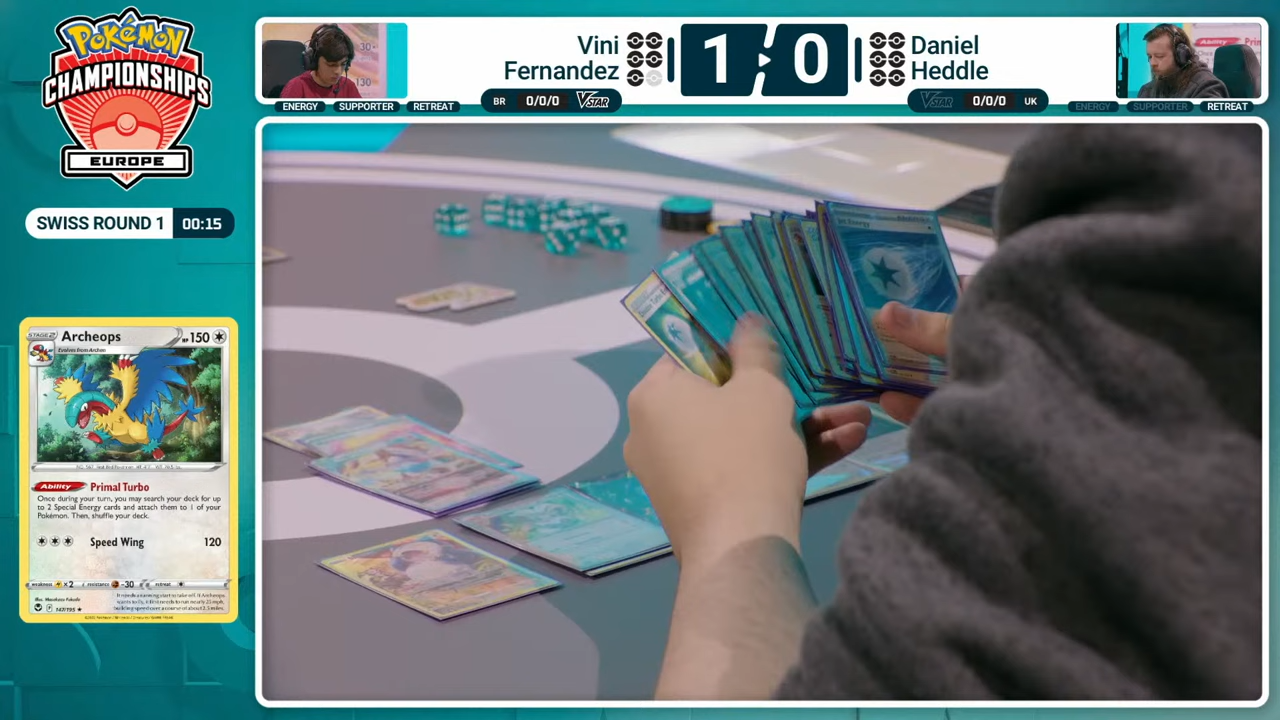 Pokémon
CHAMPIONSHIPS
EUROPE
SWISS ROUND 1
00:15
Vini
Fernandez
1
0
Daniel
Heddle
ENERGY
SUPPORTER
RETREAT
BR
0/0/0
VSTAR
VSTAR
0/0/0
UK
ENERGY
SUPPORTER
RETREAT
STAGE 2
Archeops
HP 150
Evolves from Archen
Ability Primal Turbo
Once during your turn, you may search your deck for up
to 2 Special Energy cards and attach them to 1 of your
Pokémon. Then, shuffle your deck.
Speed Wing
120
weakness
×2
resistance
-30
retreat
147/195